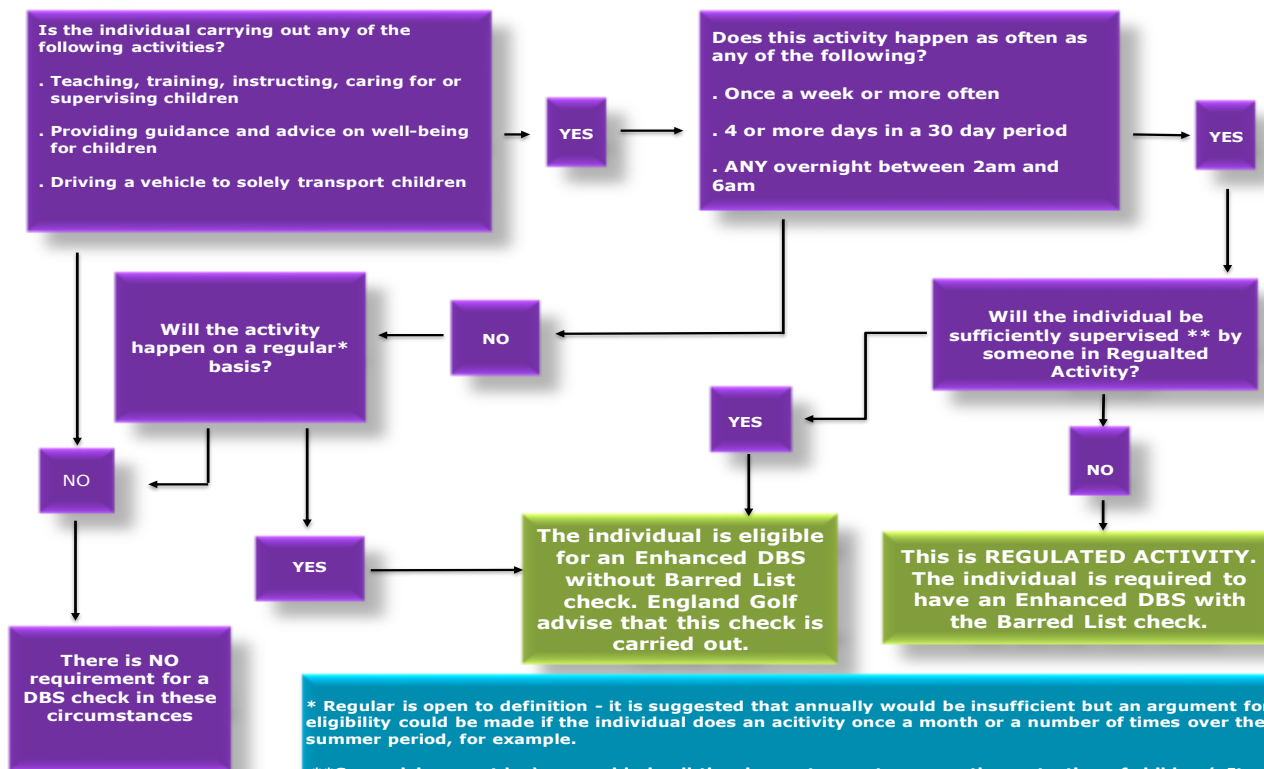 Is the individual carrying out any of the
following activities?
. Teaching, training, instructing, caring for or
supervising children
. Providing guidance and advice on well-being
for children
. Driving a vehicle to solely transport children
YES
Does this activity happen as often as
any of the following?
. Once a week or more often
. 4 or more days in a 30 day period
. ANY overnight between 2am and
6am
YES
Will the activity
happen on a regular*
basis?
NO
Will the individual be
sufficiently supervised ** by
someone in Regualted
Activity?
YES
NO
NO
YES
The individual is eligible
for an Enhanced DBS
without Barred List
check. England Golf
advise that this check is
carried out.
This is REGULATED ACTIVITY.
The individual is required to
have an Enhanced DBS with
the Barred List check.
There is NO
requirement for a
DBS check in these
circumstances
* Regular is open to definition - it is suggested that annually would be insufficient but an argument for
eligibility could be made if the individual does an acitivity once a month or a number of times over the
summer period, for example.